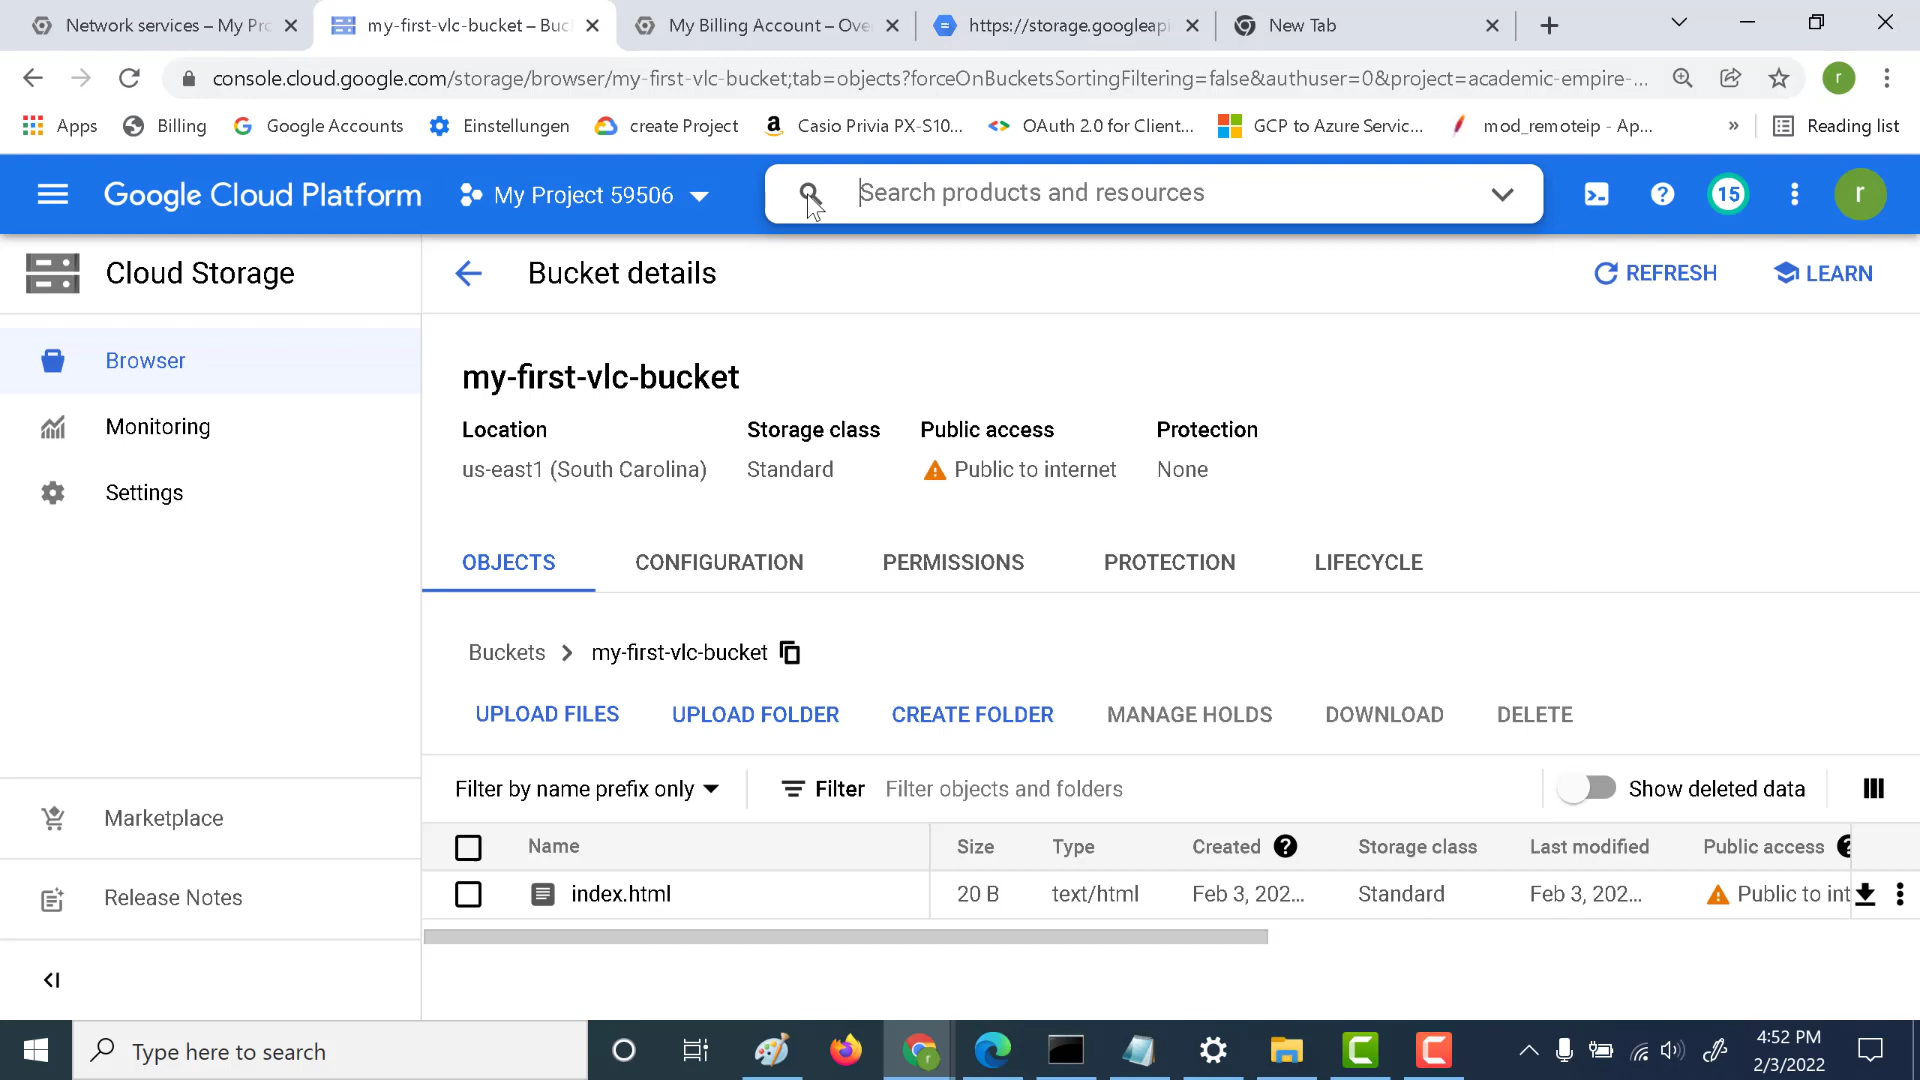 Network services – My Pro
my-first-vlc-bucket – Buc
My Billing Account – Ove
https://storage.googleapi
New Tab
console.cloud.google.com/storage/browser/my-first-vlc-bucket;tab=objects?forceOnBucketsSortingFiltering=false&authuser=0&project=academic-empire-...
r
Apps
Billing
Google Accounts
Einstellungen
create Project
Casio Privia PX-S10...
OAuth 2.0 for Client...
GCP to Azure Servic...
mod_remoteip - Ap...
»
Reading list
Google Cloud Platform
My Project 59506
Search products and resources
15
r
Cloud Storage
Bucket details
REFRESH
LEARN
Browser
Monitoring
Settings
Marketplace
Release Notes
my-first-vlc-bucket
Location
Storage class
Public access
Protection
us-east1 (South Carolina)
Standard
Public to internet
None
OBJECTS
CONFIGURATION
PERMISSIONS
PROTECTION
LIFECYCLE
Buckets
my-first-vlc-bucket
UPLOAD FILES
UPLOAD FOLDER
CREATE FOLDER
MANAGE HOLDS
DOWNLOAD
DELETE
Filter by name prefix only
Filter
Filter objects and folders
Show deleted data
Name
Size
Type
Created
Storage class
Last modified
Public access
index.html
20 B
text/html
Feb 3, 202...
Standard
Feb 3, 202...
Public to int
Type here to search
4:52 PM
2/3/2022